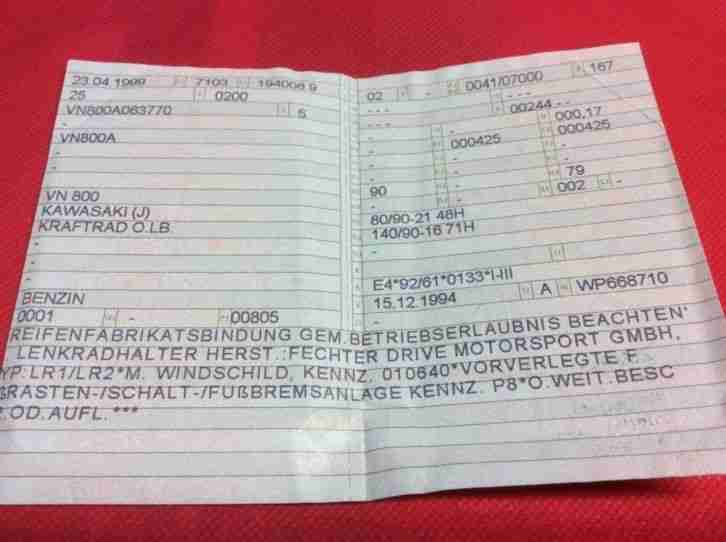 23.04.1999 7103 194006 9
25 0200
VN800A063770 5
-
VN800A
-
-
-
VN 800
KAWASAKI (J)
KRAFTRAD O.LB.
-
-
-
-
BENZIN
0001 - 00805
02 - 0041/07000 167
- - - - - -
- - - 00244 - -
- 000,17
- 000425 000425
- - -
- - 79
90 - 002 -
-
80/90-21 48H
140/90-16 71H
-
E4*92/61*0133*I-III
15.12.1994 A WP668710
-
REIFENFABRIKATSBINDUNG GEM.BETRIEBSERLAUBNIS BEACHTEN*
LENKRADHALTER HERST.:FECHTER DRIVE MOTORSPORT GMBH,
YP:LR1/LR2*M. WINDSCHILD, KENNZ. 010640*VORVERLEGTE F
GRASTEN-/SCHALT-/FUßBREMSANLAGE KENNZ. P8*O.WEIT.BESC
.OD.AUFL.***